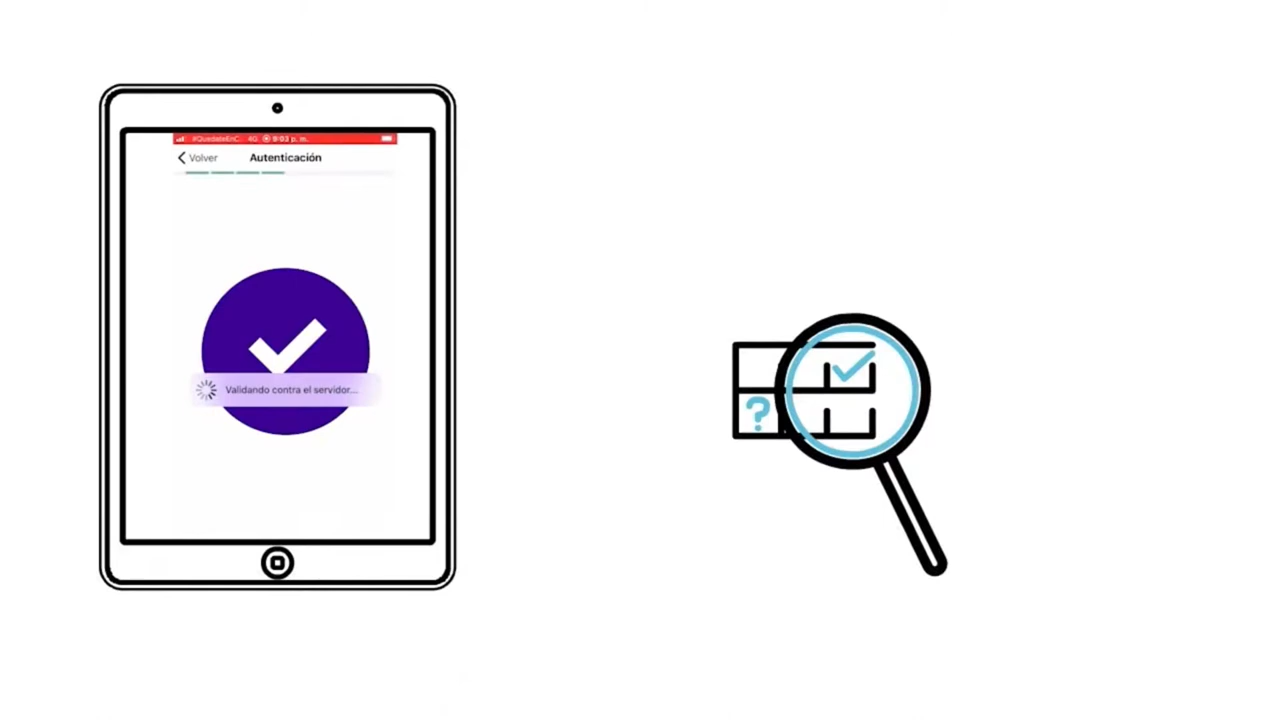 #QuedateEnC 4G 9:03 p. m.
Volver Autenticación
Validando contra el servidor...
?